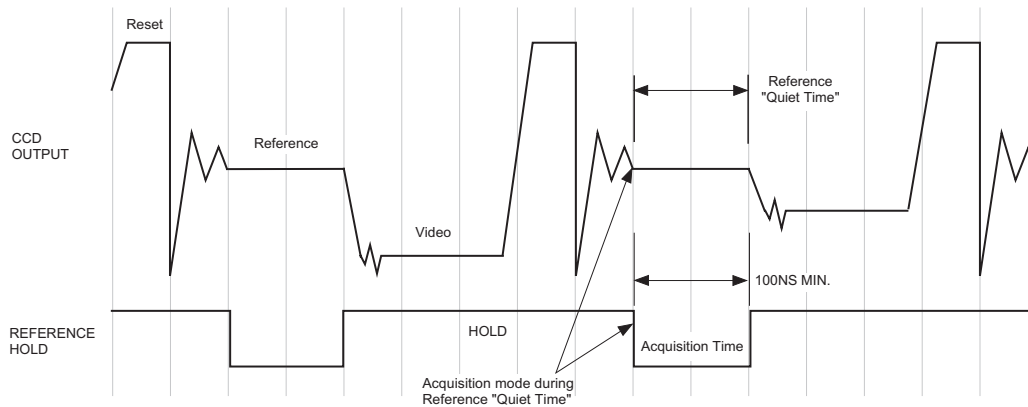 Reset
Reference
"Quiet Time"
CCD
OUTPUT
Reference
Video
100NS MIN.
REFERENCE
HOLD
HOLD
Acquisition Time
Acquisition mode during
Reference "Quiet Time"